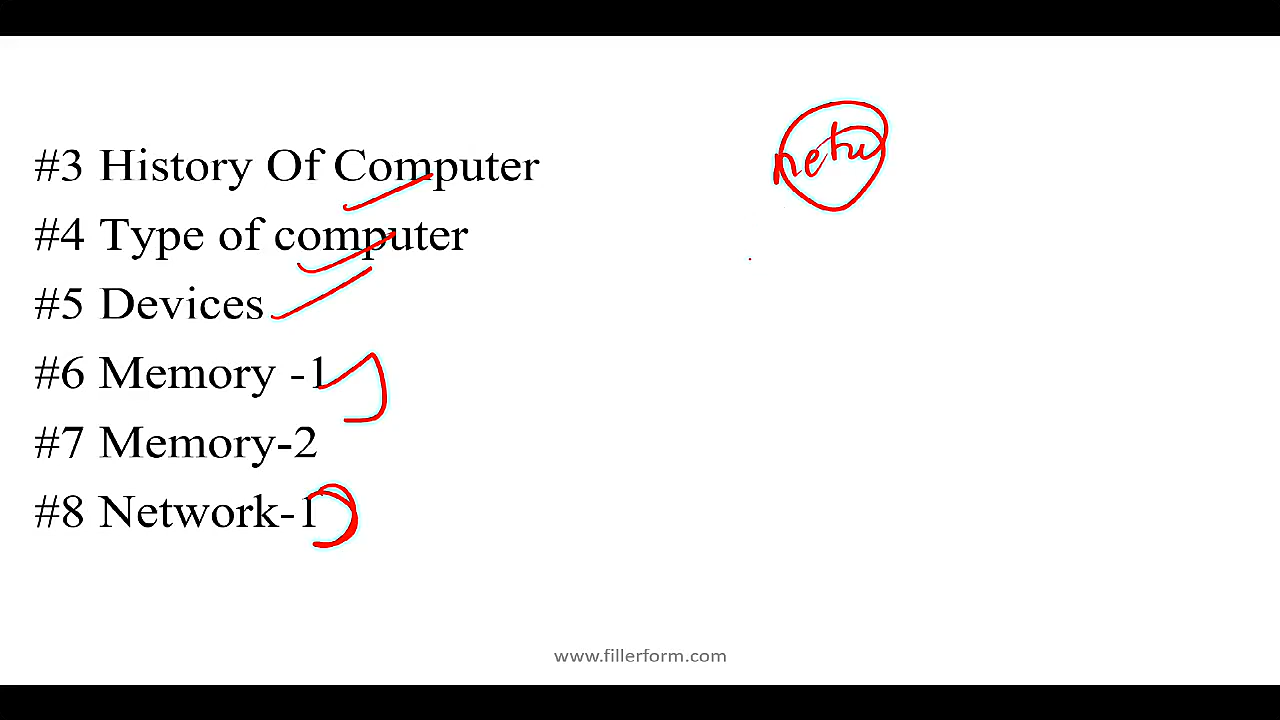 #3 History Of Computer
#4 Type of computer
#5 Devices
#6 Memory -1
#7 Memory-2
#8 Network-1
netw
www.fillerform.com